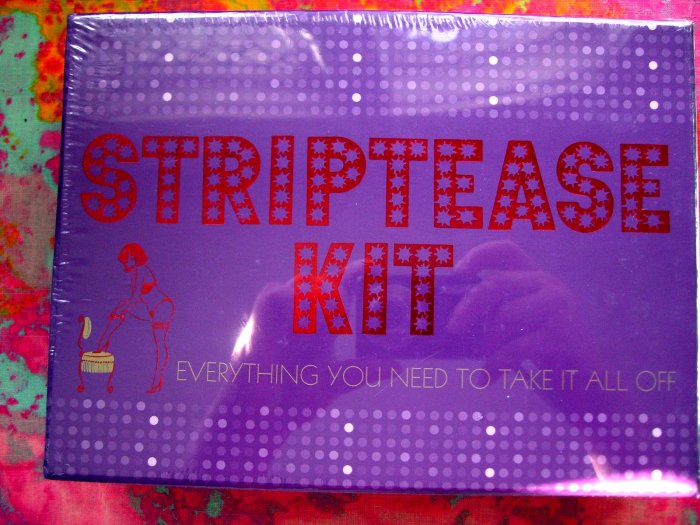 STRIPTEASE
KIT
EVERYTHING YOU NEED TO TAKE IT ALL OFF